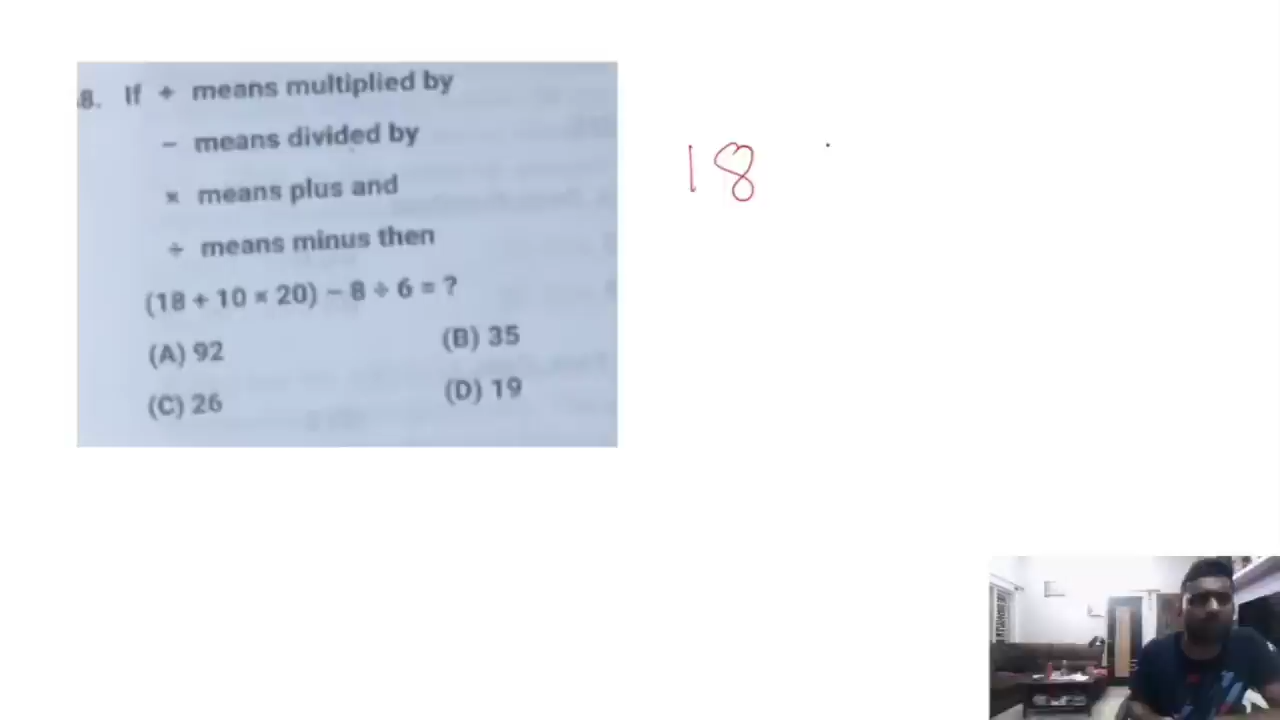 8. If + means multiplied by
− means divided by
× means plus and
÷ means minus then
(18 + 10 × 20) − 8 ÷ 6 = ?
(A) 92 (B) 35
(C) 26 (D) 19
18